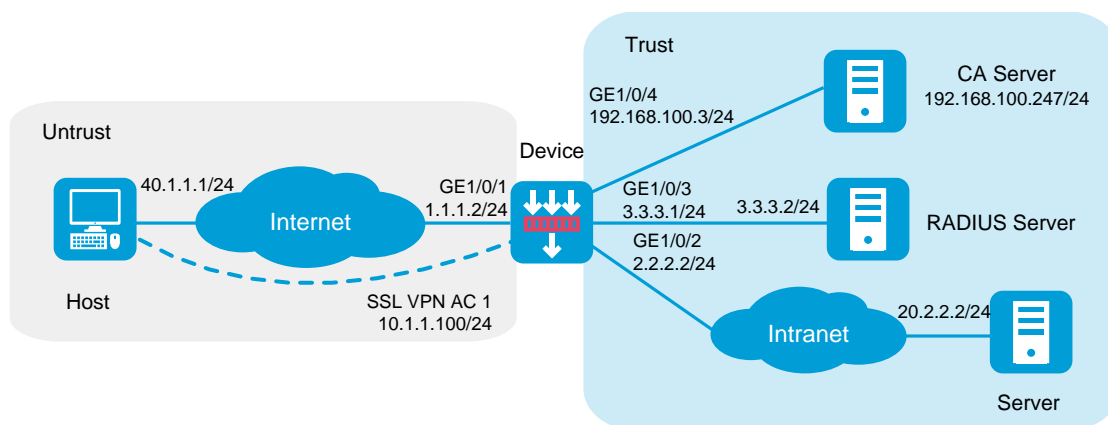 Trust
CA Server
192.168.100.247/24
GE1/0/4
192.168.100.3/24
Untrust
Device
40.1.1.1/24
Internet
GE1/0/1
1.1.1.2/24
GE1/0/3
3.3.3.1/24
3.3.3.2/24
RADIUS Server
GE1/0/2
2.2.2.2/24
Host
SSL VPN AC 1
10.1.1.100/24
Intranet
20.2.2.2/24
Server